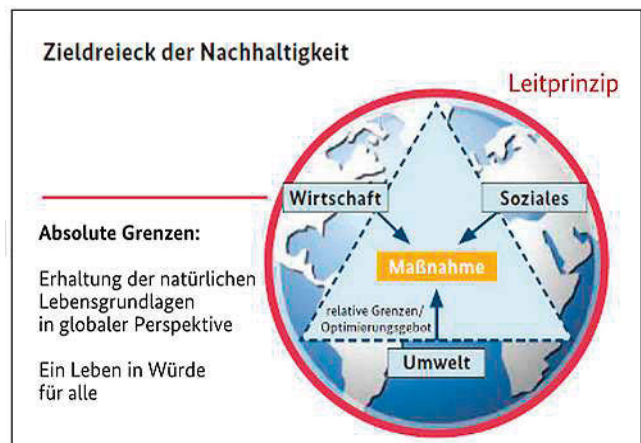 Zieldreieck der Nachhaltigkeit
Leitprinzip
Wirtschaft
Soziales
Absolute Grenzen:
Maßnahme
Erhaltung der natürlichen
Lebensgrundlagen
in globaler Perspektive
relative Grenzen/
Optimierungsgebot
Umwelt
Ein Leben in Würde
für alle